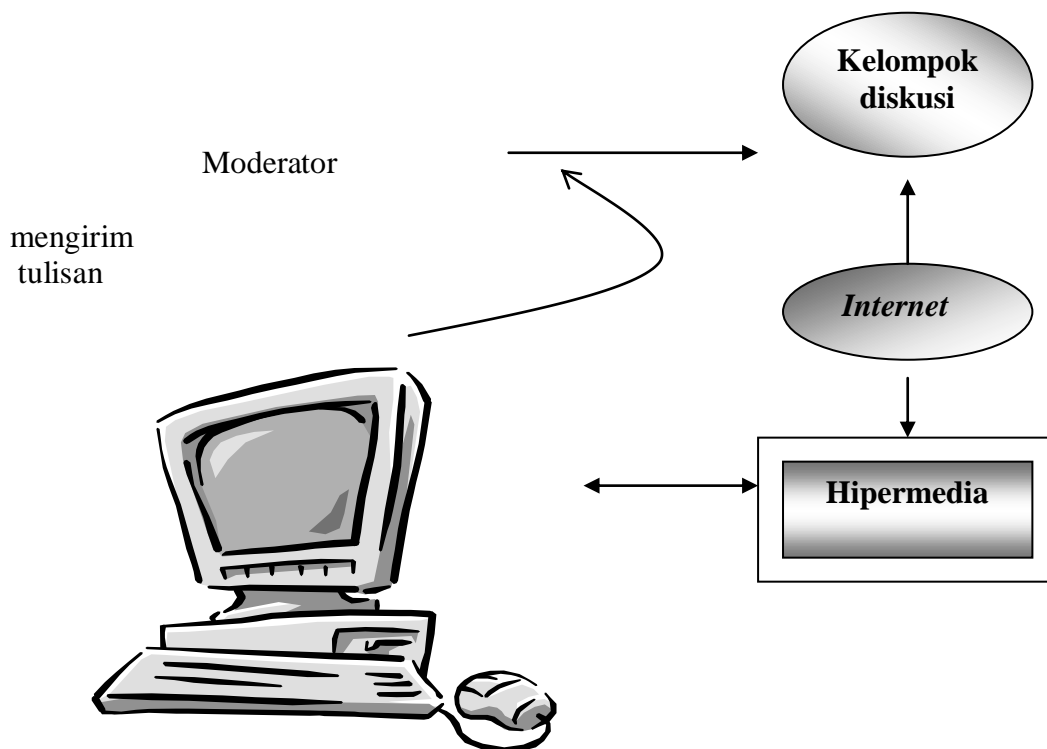 Kelompok
diskusi
Moderator
mengirim
tulisan
Internet
Hipermedia